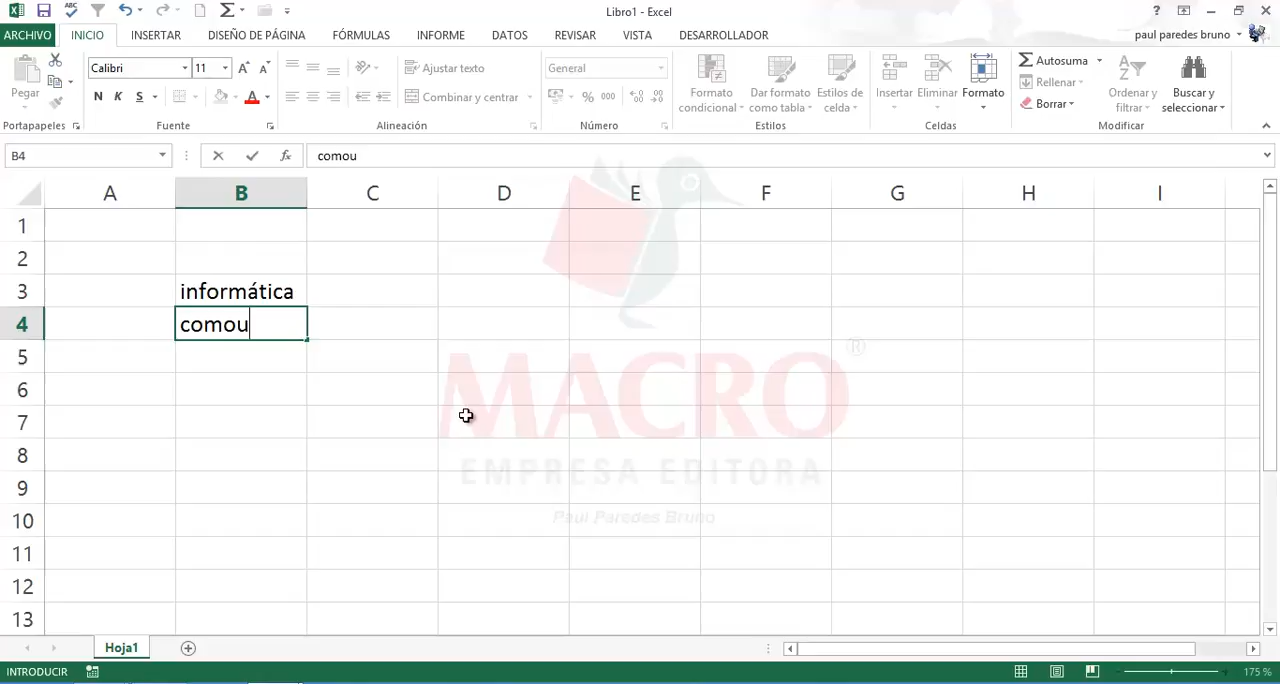 Libro1 - Excel
ARCHIVO INICIO INSERTAR DISEÑO DE PÁGINA FÓRMULAS INFORME DATOS REVISAR VISTA DESARROLLADOR paul paredes bruno
Pegar
Portapapeles
Calibri 11
N K S
Fuente
Ajustar texto
Combinar y centrar
Alineación
General
% 000
Número
Formato condicional
Dar formato como tabla
Estilos de celda
Estilos
Insertar Eliminar Formato
Celdas
Autosuma
Rellenar
Borrar
Ordenar y filtrar
Buscar y seleccionar
Modificar
B4 fx comou
A B C D E F G H I
1
2
3 informática
4 comou
5
6
7
8
9
10
11
12
13
MACRO ®
EMPRESA EDITORA
Paul Paredes Bruno
Hoja1
INTRODUCIR 175 %